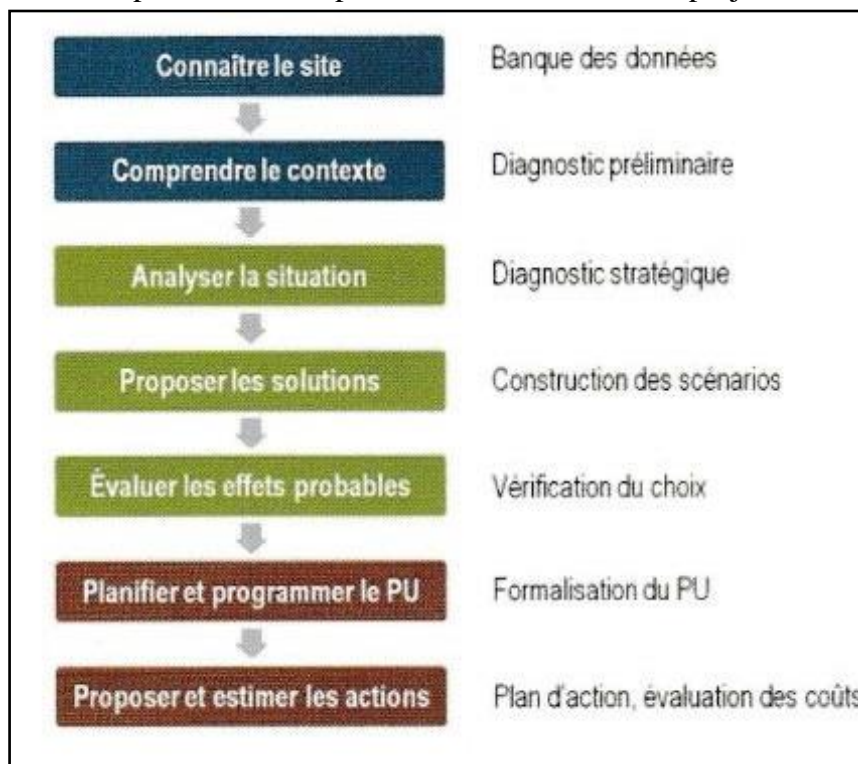 Connaître le site
Banque des données
Comprendre le contexte
Diagnostic préliminaire
Analyser la situation
Diagnostic stratégique
Proposer les solutions
Construction des scénarios
Évaluer les effets probables
Vérification du choix
Planifier et programmer le PU
Formalisation du PU
Proposer et estimer les actions
Plan d'action, évaluation des coûts